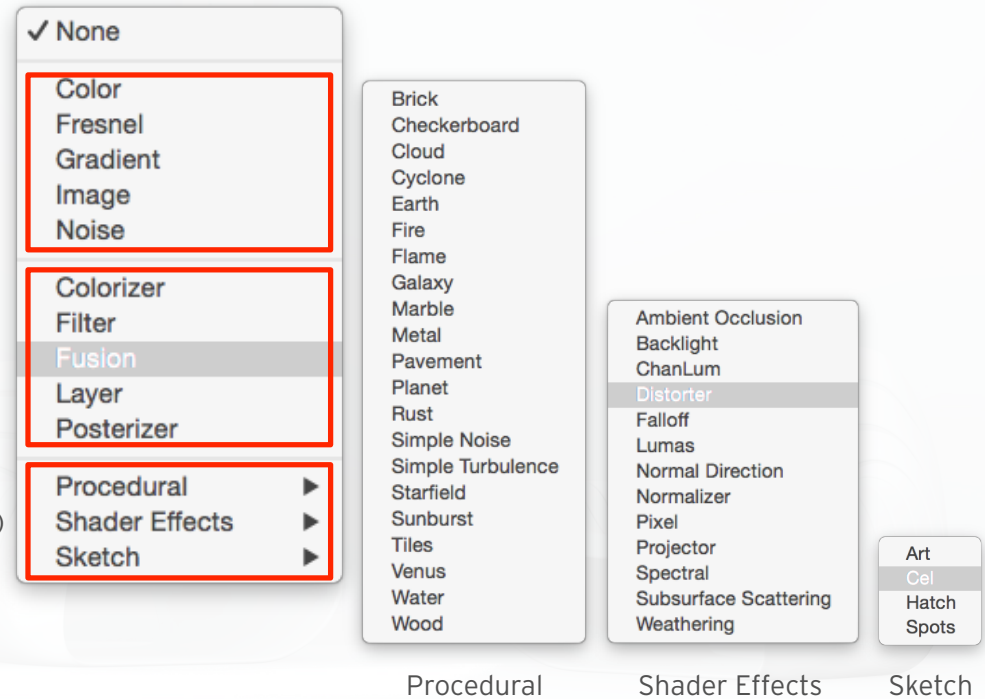 ✓ None
Color
Fresnel
Gradient
Image
Noise
Colorizer
Filter
Fusion
Layer
Posterizer
Procedural ▶
Shader Effects ▶
Sketch ▶
)
Brick
Checkerboard
Cloud
Cyclone
Earth
Fire
Flame
Galaxy
Marble
Metal
Pavement
Planet
Rust
Simple Noise
Simple Turbulence
Starfield
Sunburst
Tiles
Venus
Water
Wood
Procedural
Ambient Occlusion
Backlight
ChanLum
Distorter
Falloff
Lumas
Normal Direction
Normalizer
Pixel
Projector
Spectral
Subsurface Scattering
Weathering
Shader Effects
Art
Cel
Hatch
Spots
Sketch